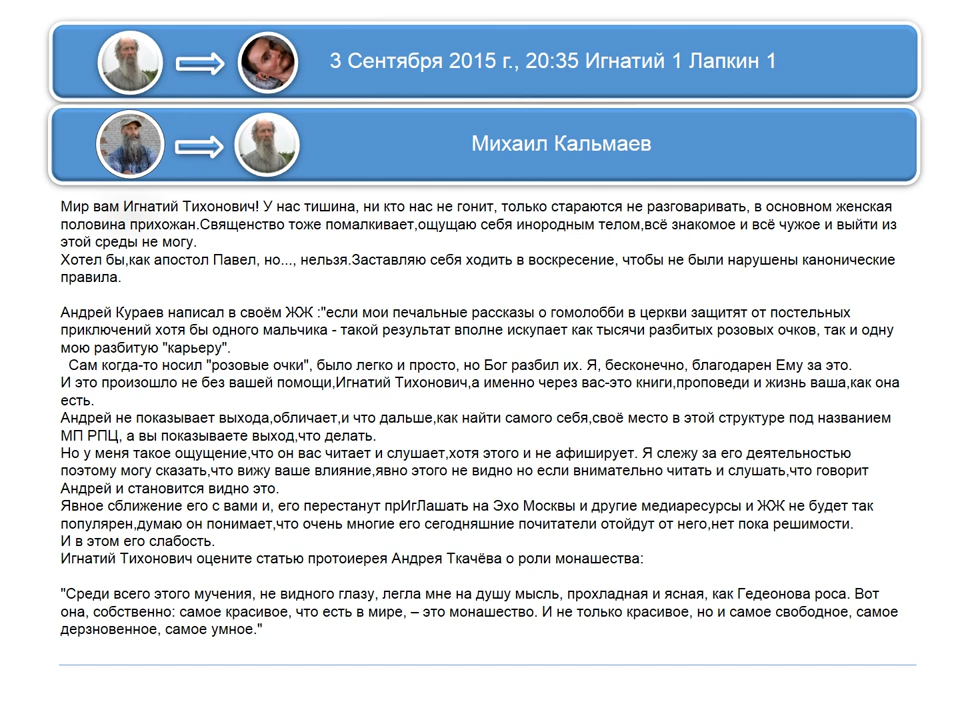 3 Сентября 2015 г., 20:35 Игнатий 1 Лапкин 1
Михаил Кальмаев
Мир вам Игнатий Тихонович! У нас тишина, ни кто нас не гонит, только стараются не разговаривать, в основном женская
половина прихожан.Священство тоже помалкивает,ощущаю себя инородным телом,всё знакомое и всё чужое и выйти из
этой среды не могу.
Хотел бы,как апостол Павел, но..., нельзя.Заставляю себя ходить в воскресение, чтобы не были нарушены канонические
правила.
Андрей Кураев написал в своём ЖЖ :"если мои печальные рассказы о гомолобби в церкви защитят от постельных
приключений хотя бы одного мальчика - такой результат вполне искупает как тысячи разбитых розовых очков, так и одну
мою разбитую "карьеру".
Сам когда-то носил "розовые очки", было легко и просто, но Бог разбил их. Я, бесконечно, благодарен Ему за это.
И это произошло не без вашей помощи,Игнатий Тихонович,а именно через вас-это книги,проповеди и жизнь ваша,как она
есть.
Андрей не показывает выхода,обличает,и что дальше,как найти самого себя,своё место в этой структуре под названием
МП РПЦ, а вы показываете выход,что делать.
Но у меня такое ощущение,что он вас читает и слушает,хотя этого и не афиширует. Я слежу за его деятельностью
поэтому могу сказать,что вижу ваше влияние,явно этого не видно но если внимательно читать и слушать,что говорит
Андрей и становится видно это.
Явное сближение его с вами и, его перестанут прИгЛашать на Эхо Москвы и другие медиаресурсы и ЖЖ не будет так
популярен,думаю он понимает,что очень многие его сегодняшние почитатели отойдут от него,нет пока решимости.
И в этом его слабость.
Игнатий Тихонович оцените статью протоиерея Андрея Ткачёва о роли монашества:
"Среди всего этого мучения, не видного глазу, легла мне на душу мысль, прохладная и ясная, как Гедеонова роса. Вот
она, собственно: самое красивое, что есть в мире, – это монашество. И не только красивое, но и самое свободное, самое
дерзновенное, самое умное."